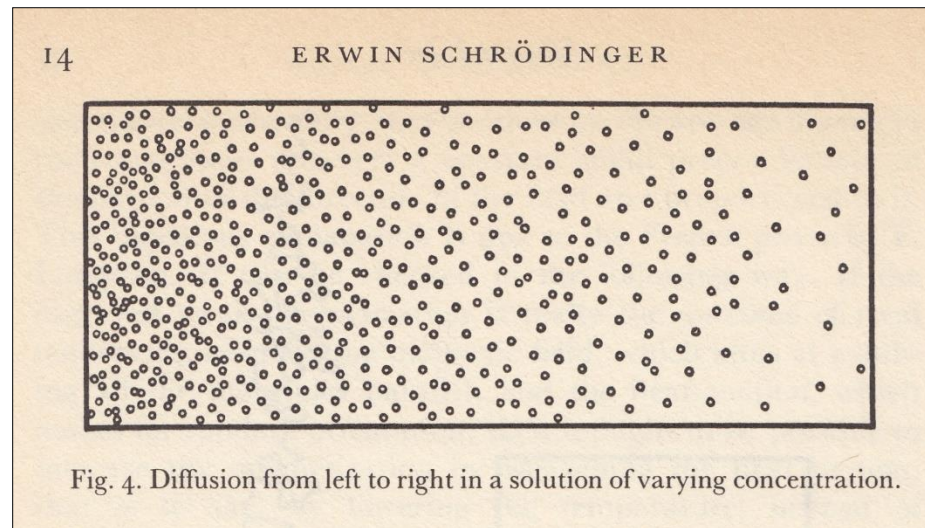 14 ERWIN SCHRÖDINGER
Fig. 4. Diffusion from left to right in a solution of varying concentration.